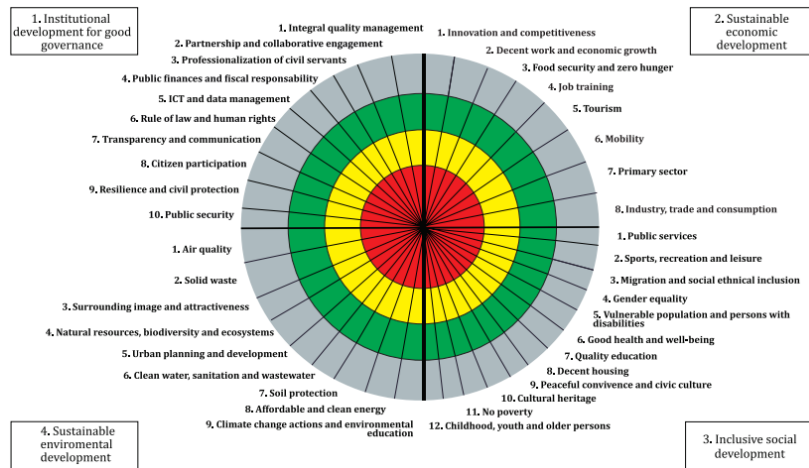 1. Institutional
development for good
governance
1. Integral quality management
2. Partnership and collaborative engagement
3. Professionalization of civil servants
4. Public finances and fiscal responsability
5. ICT and data management
6. Rule of law and human rights
7. Transparency and communication
8. Citizen participation
9. Resilience and civil protection
10. Public security
2. Sustainable
economic
development
1. Innovation and competitiveness
2. Decent work and economic growth
3. Food security and zero hunger
4. Job training
5. Tourism
6. Mobility
7. Primary sector
8. Industry, trade and consumption
1. Public services
2. Sports, recreation and leisure
3. Migration and social ethnical inclusion
4. Gender equality
5. Vulnerable population and persons with
disabilities
6. Good health and well-being
7. Quality education
8. Decent housing
9. Peaceful convivence and civic culture
10. Cultural heritage
11. No poverty
12. Childhood, youth and older persons
3. Inclusive social
development
1. Air quality
2. Solid waste
3. Surrounding image and attractiveness
4. Natural resources, biodiversity and ecosystems
5. Urban planning and development
6. Clean water, sanitation and wastewater
7. Soil protection
8. Affordable and clean energy
9. Climate change actions and environmental
education
4. Sustainable
enviromental
development